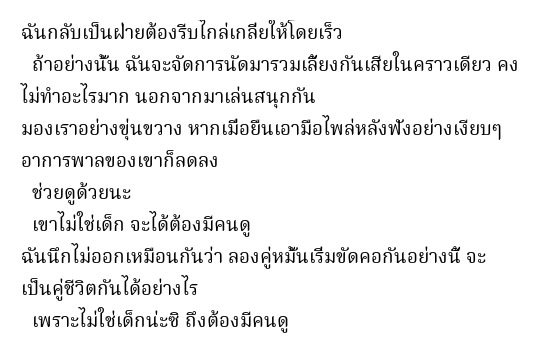 ฉันกลับเป็นฝ่ายต้องรีบไกล่เกลี่ยให้โดยเร็ว
ถ้าอย่างนั้น ฉันจะจัดการนัดมารวมเลี้ยงกันเสียในคราวเดียว คง
ไม่ทำอะไรมาก นอกจากมาเล่นสนุกกัน
มองเราอย่างขุ่นขวาง หากเมื่อยืนเอามือไพล่หลังฟังอย่างเงียบๆ
อาการพาลของเขาก็ลดลง
ช่วยดูด้วยนะ
เขาไม่ใช่เด็ก จะได้ต้องมีคนดู
ฉันนึกไม่ออกเหมือนกันว่า ลองคู่หมั้นเริ่มขัดคอกันอย่างนี้ จะ
เป็นคู่ชีวิตกันได้อย่างไร
เพราะไม่ใช่เด็กน่ะซิ ถึงต้องมีคนดู